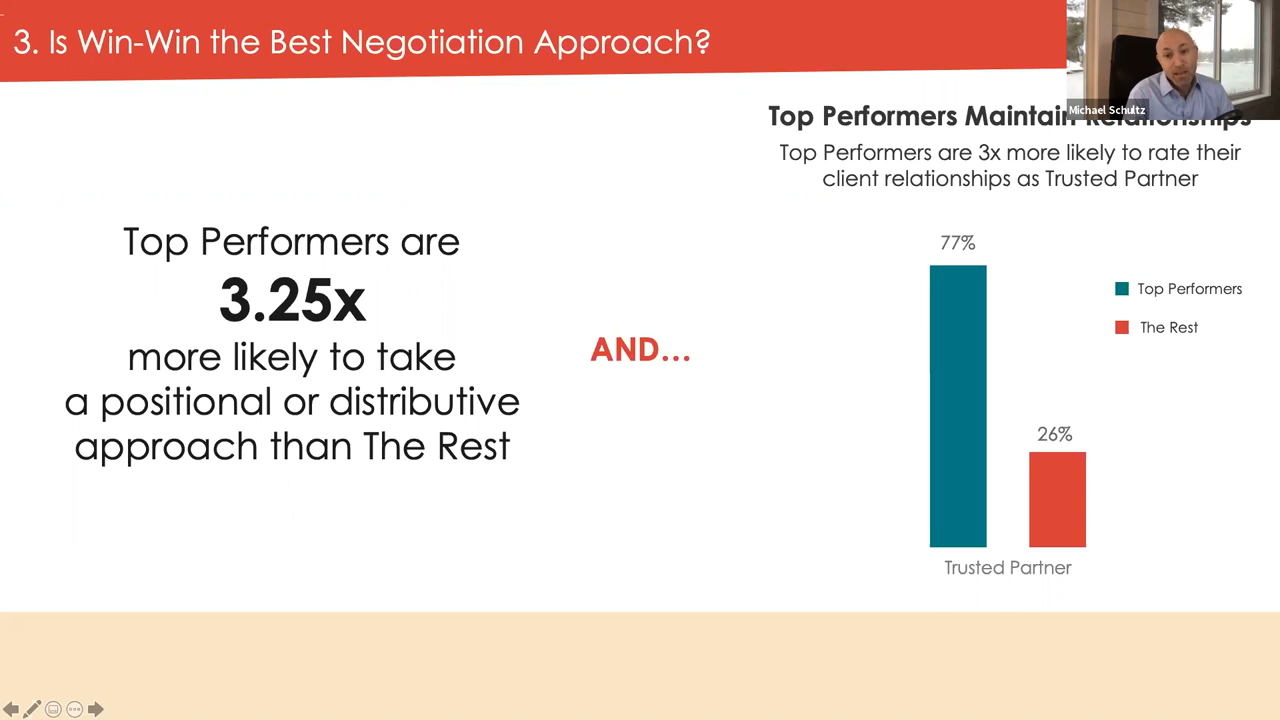 3. Is Win-Win the Best Negotiation Approach?
Michael Schultz
Top Performers Maintain Relationships
Top Performers are 3x more likely to rate their
client relationships as Trusted Partner
Top Performers are
3.25x
more likely to take
a positional or distributive
approach than The Rest
AND...
77%
26%
Trusted Partner
Top Performers
The Rest